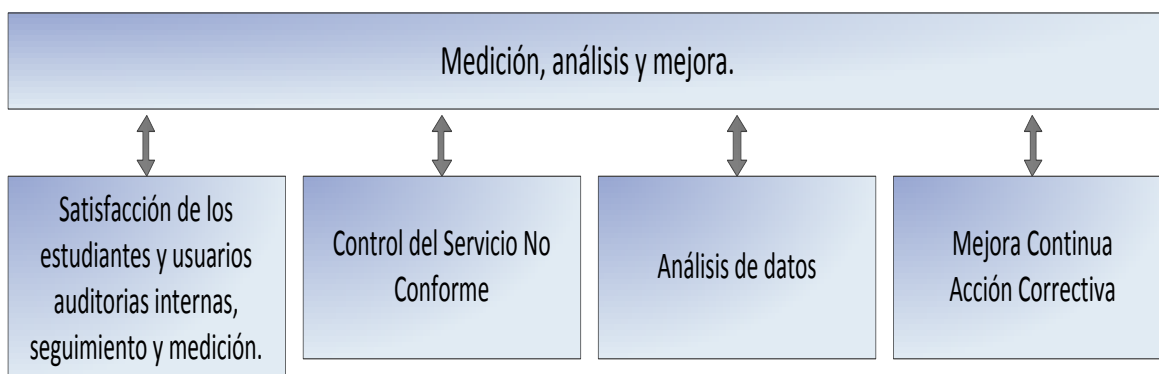 Medición, análisis y mejora.
Satisfacción de los
estudiantes y usuarios
auditorias internas,
seguimiento y medición.
Control del Servicio No
Conforme
Análisis de datos
Mejora Continua
Acción Correctiva